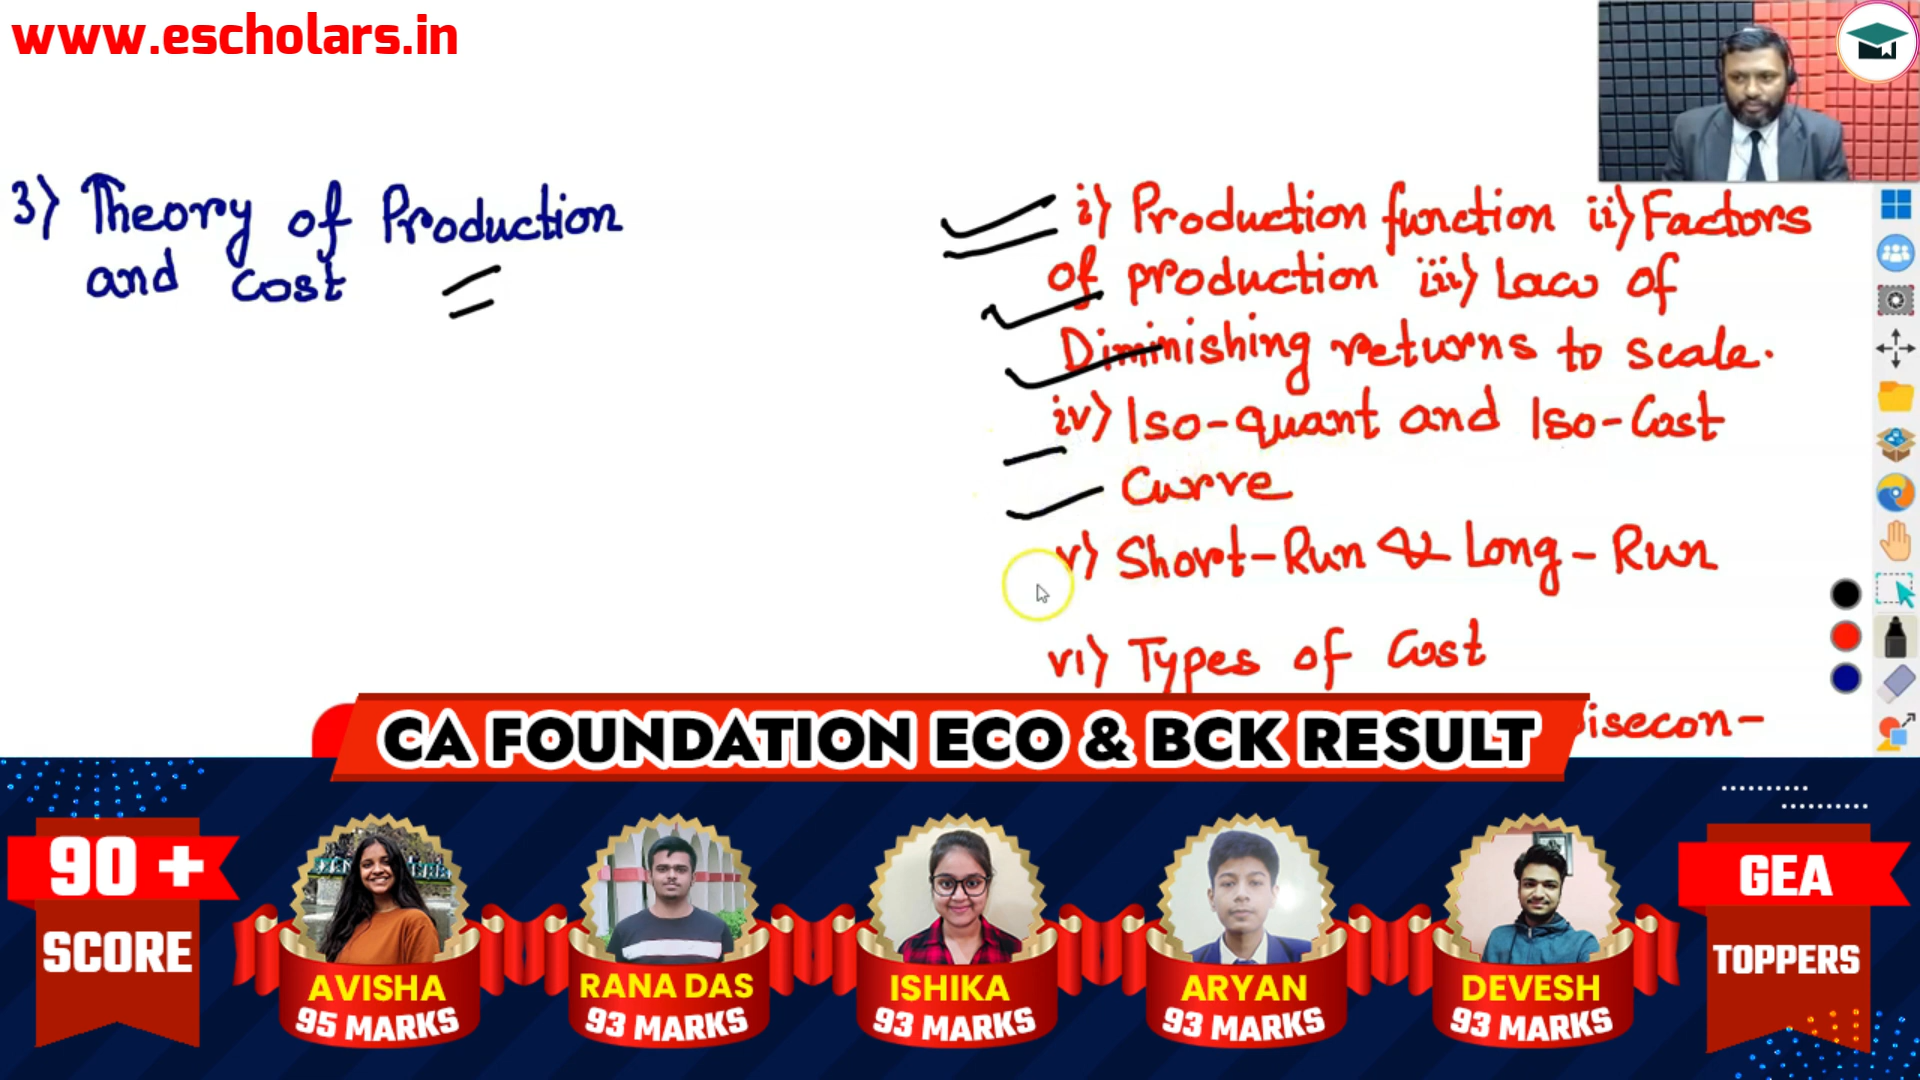 www.escholars.in
3) Theory of Production
and Cost
i) Production function ii) Factors
of production iii) Law of
Diminishing returns to scale.
iv) Iso-quant and Iso-Cost
Curve
v) Short-Run & Long-Run
vi) Types of Cost
isecon-
CA FOUNDATION ECO & BCK RESULT
90 +
SCORE
AVISHA
95 MARKS
RANA DAS
93 MARKS
ISHIKA
93 MARKS
ARYAN
93 MARKS
DEVESH
93 MARKS
GEA
TOPPERS